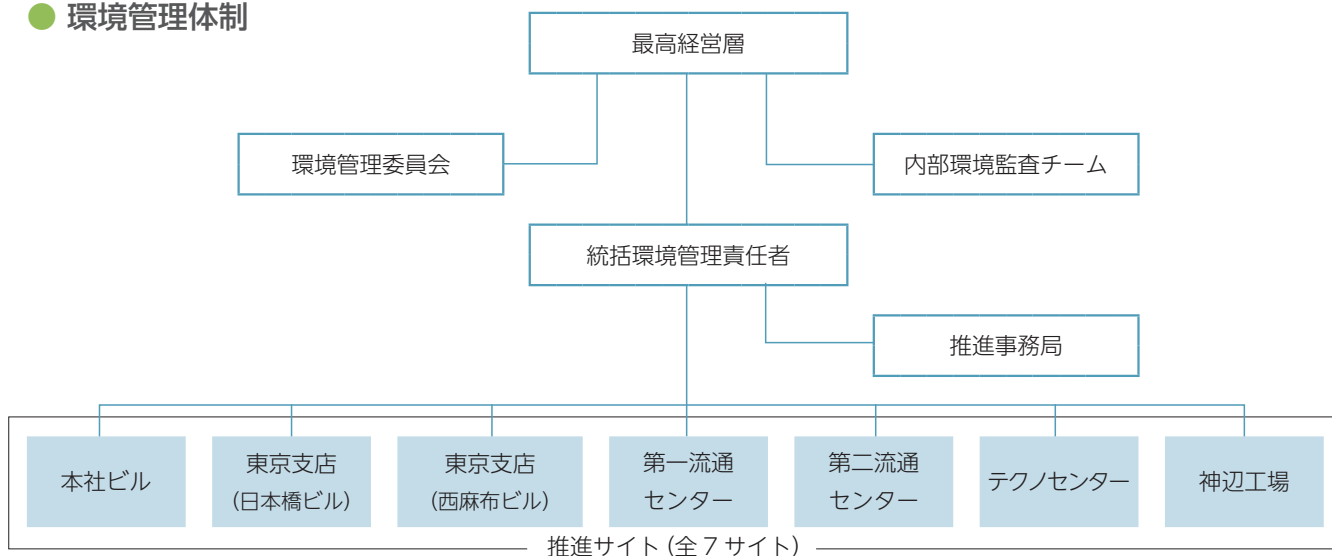 環境管理体制
最高経営層
環境管理委員会
内部環境監査チーム
統括環境管理責任者
推進事務局
本社ビル
東京支店
(日本橋ビル)
東京支店
(西麻布ビル)
第一流通
センター
第二流通
センター
テクノセンター
神辺工場
推進サイト(全7サイト)